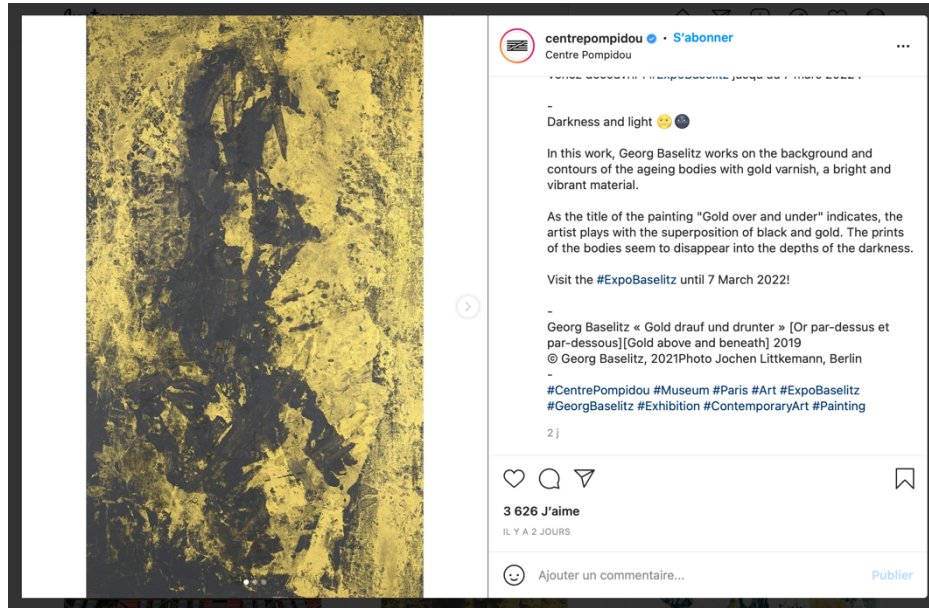 centrepompidou • S'abonner
Centre Pompidou
-
Darkness and light
In this work, Georg Baselitz works on the background and
contours of the ageing bodies with gold varnish, a bright and
vibrant material.
As the title of the painting "Gold over and under" indicates, the
artist plays with the superposition of black and gold. The prints
of the bodies seem to disappear into the depths of the darkness.
Visit the #ExpoBaselitz until 7 March 2022!
-
Georg Baselitz « Gold drauf und drunter » [Or par-dessus et
par-dessous][Gold above and beneath] 2019
© Georg Baselitz, 2021Photo Jochen Littkemann, Berlin
-
#CentrePompidou #Museum #Paris #Art #ExpoBaselitz
#GeorgBaselitz #Exhibition #ContemporaryArt #Painting
2 j
3 626 J'aime
IL Y A 2 JOURS
Ajouter un commentaire... Publier